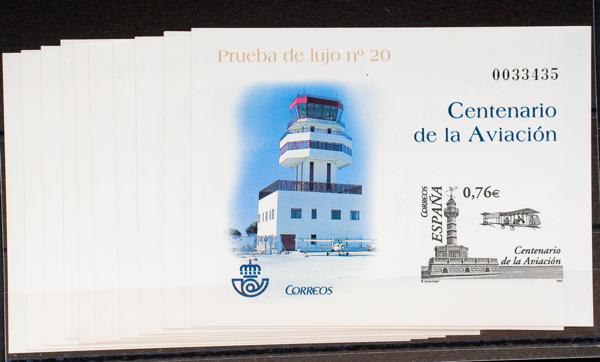 Prueba de lujo nº 20
0033435
Centenario
de la Aviación
CORREOS
ESPAÑA
0,76€
Centenario
de la Aviación
CORREOS